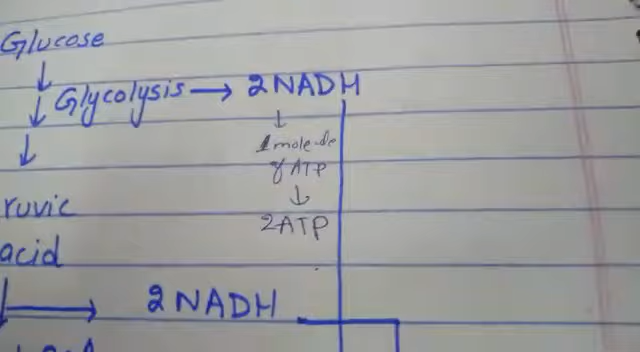 Glucose
Glycolysis → 2NADH
1 molecule
of ATP
2ATP
ruvic
acid
2NADH